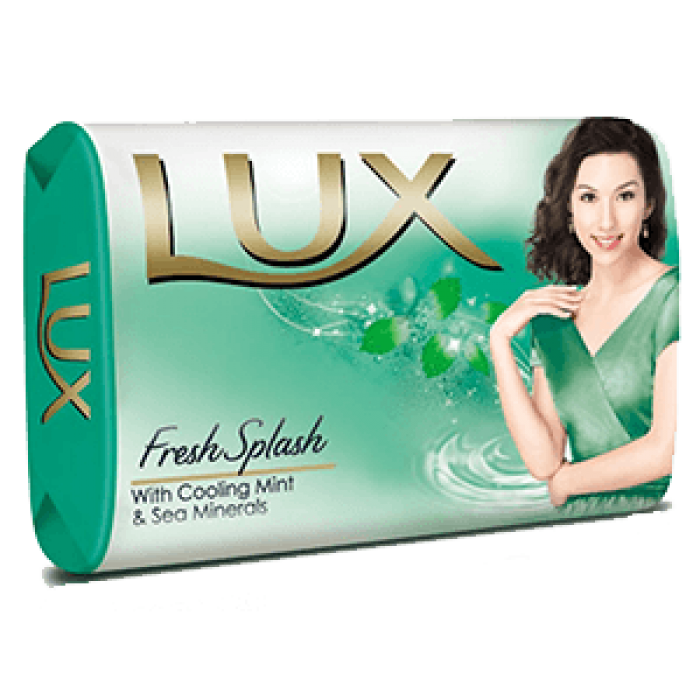 LUX
LUX
Fresh Splash
With Cooling Mint
& Sea Minerals